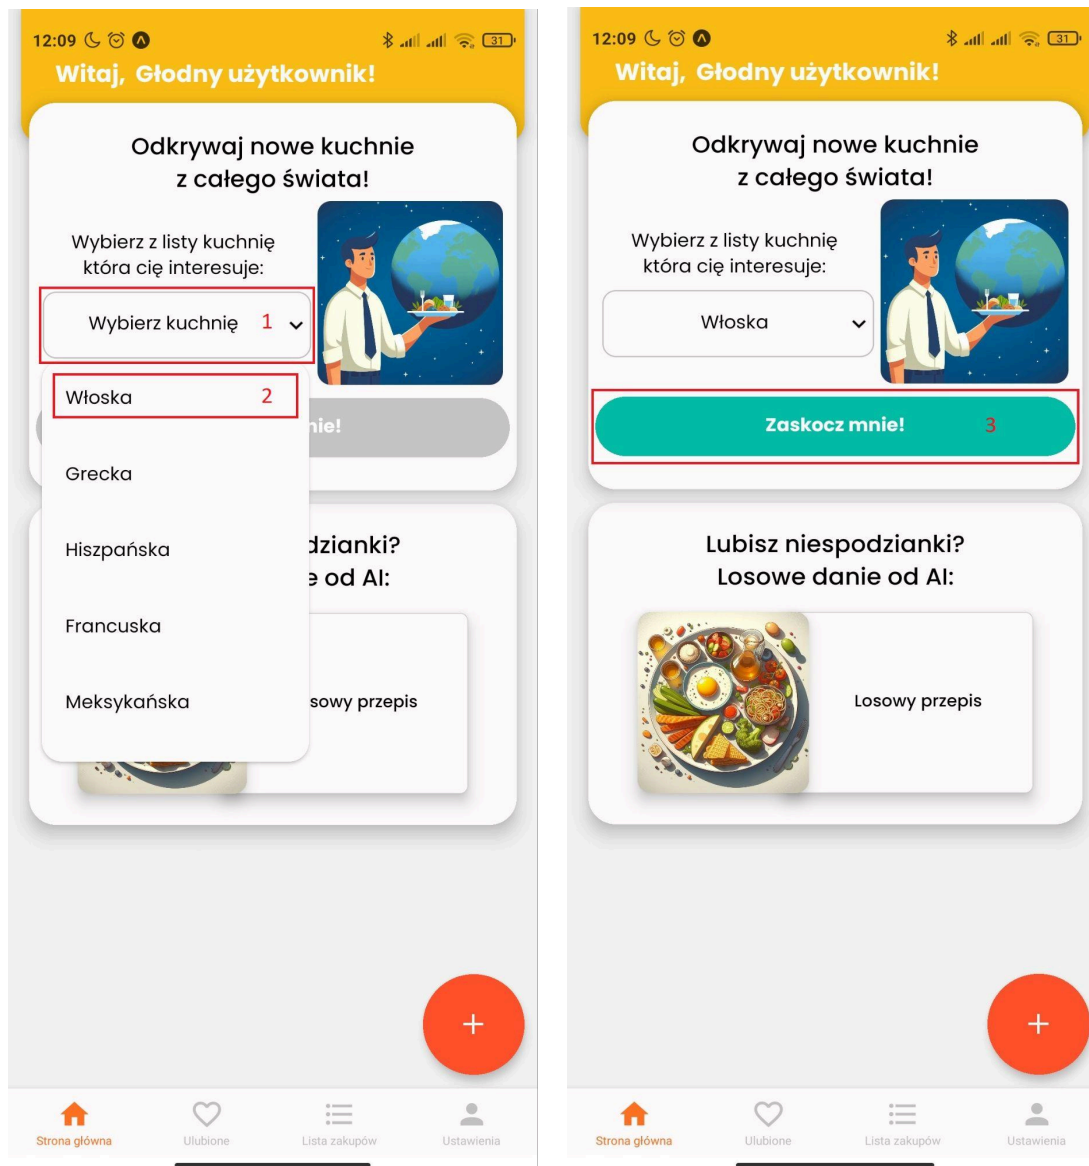 12:09
31
Witaj, Głodny użytkownik!
Odkrywaj nowe kuchnie
z całego świata!
Wybierz z listy kuchnię
która cię interesuje:
Wybierz kuchnię 1
Włoska 2
nie!
Grecka
Hiszpańska
dzianki?
e od AI:
Francuska
Meksykańska
sowy przepis
+
Strona główna
Ulubione
Lista zakupów
Ustawienia
12:09
31
Witaj, Głodny użytkownik!
Odkrywaj nowe kuchnie
z całego świata!
Wybierz z listy kuchnię
która cię interesuje:
Włoska
Zaskocz mnie! 3
Lubisz niespodzianki?
Losowe danie od AI:
Losowy przepis
+
Strona główna
Ulubione
Lista zakupów
Ustawienia